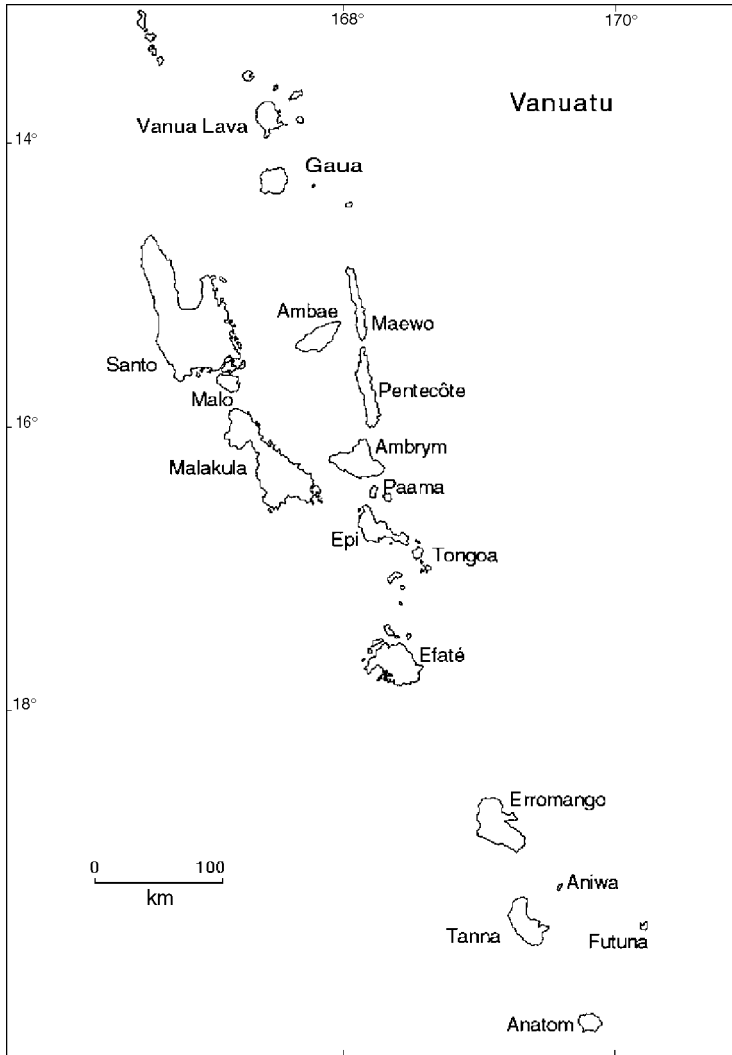 168° 170°
Vanuatu
Vanua Lava
14°
Gaua
Ambae
Maewo
Santo
Malo
Pentecôte
16°
Ambrym
Malakula
Paama
Epi
Tongoa
Efaté
18°
Erromango
0 100
km
Aniwa
Tanna
Futuna
Anatom